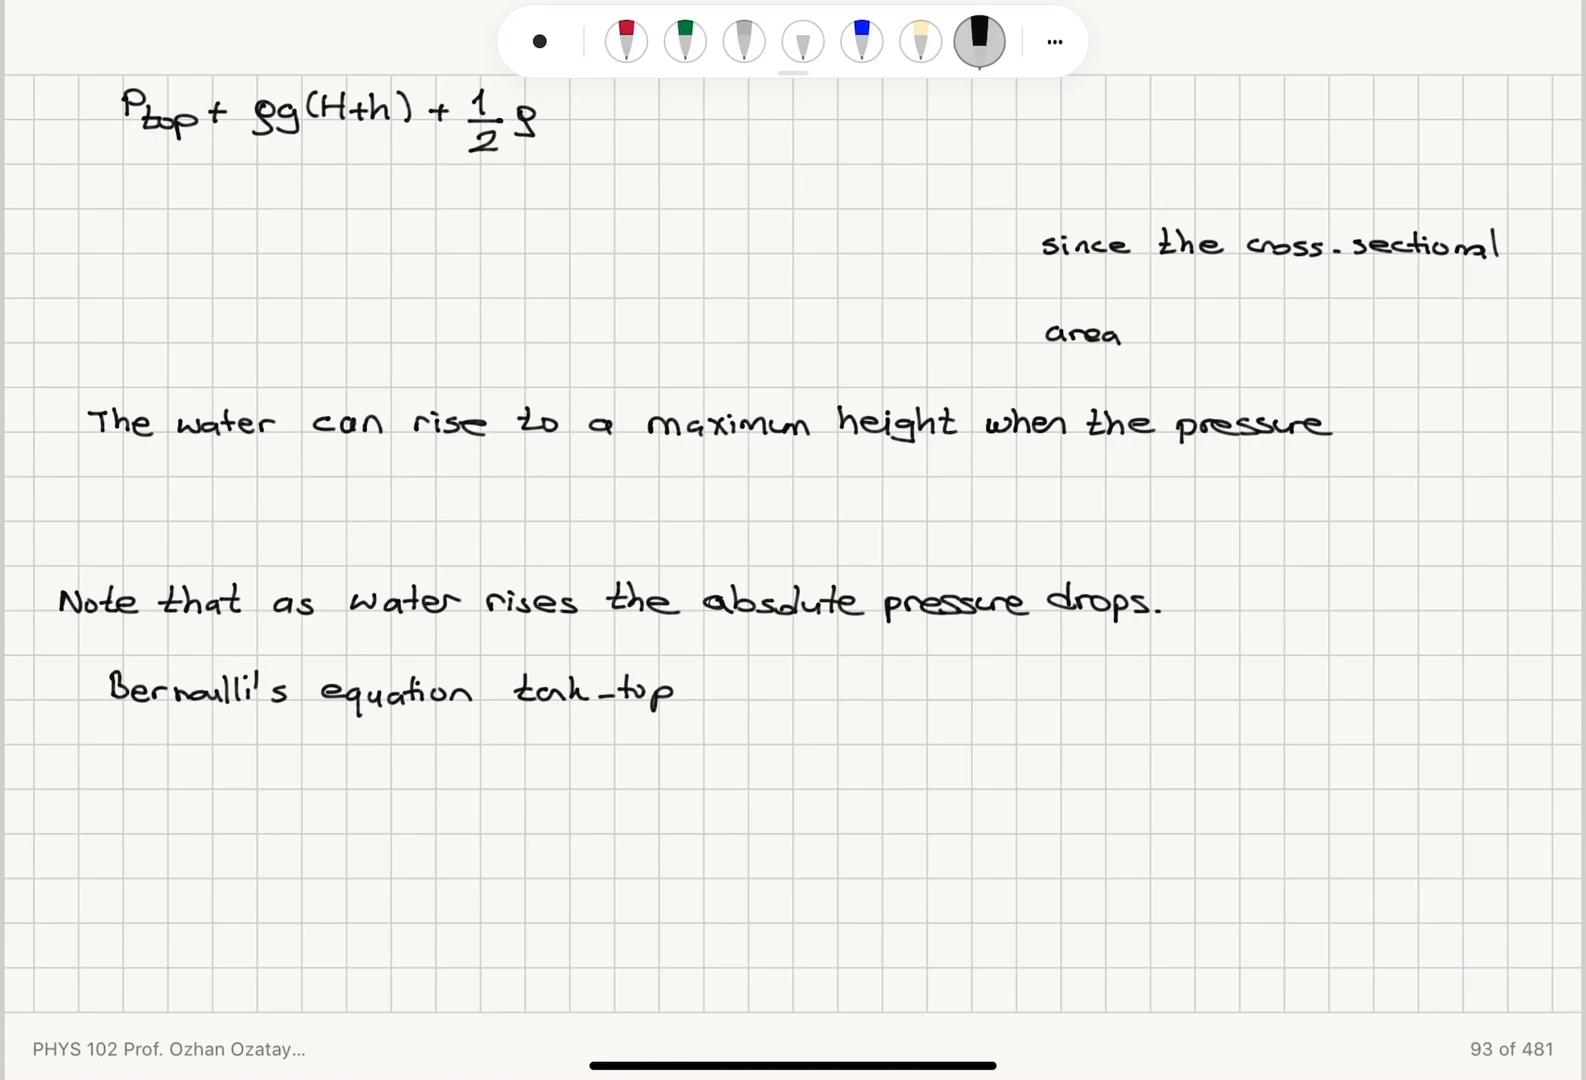 P_top + ρg(H+h) + 1/2 ρ
since the cross-sectional
area
The water can rise to a maximum height when the pressure
Note that as water rises the absolute pressure drops.
Bernoulli's equation tank-top
PHYS 102 Prof. Ozhan Ozatay...
93 of 481